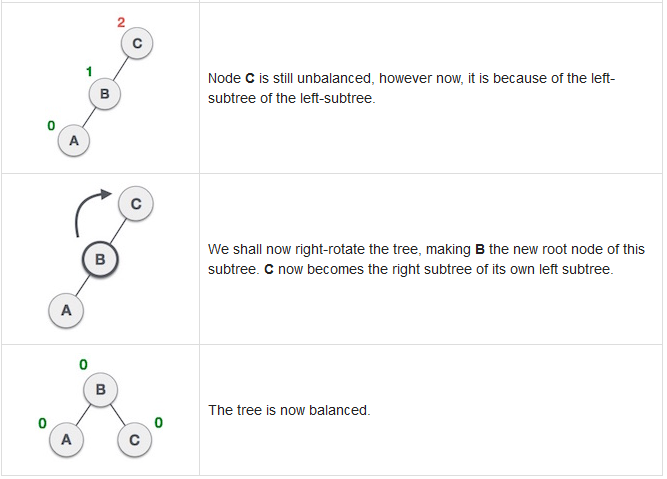 2
C
1
B
0
A
Node C is still unbalanced, however now, it is because of the left-
subtree of the left-subtree.
C
B
A
We shall now right-rotate the tree, making B the new root node of this
subtree. C now becomes the right subtree of its own left subtree.
0
B
0
A
C
0
The tree is now balanced.